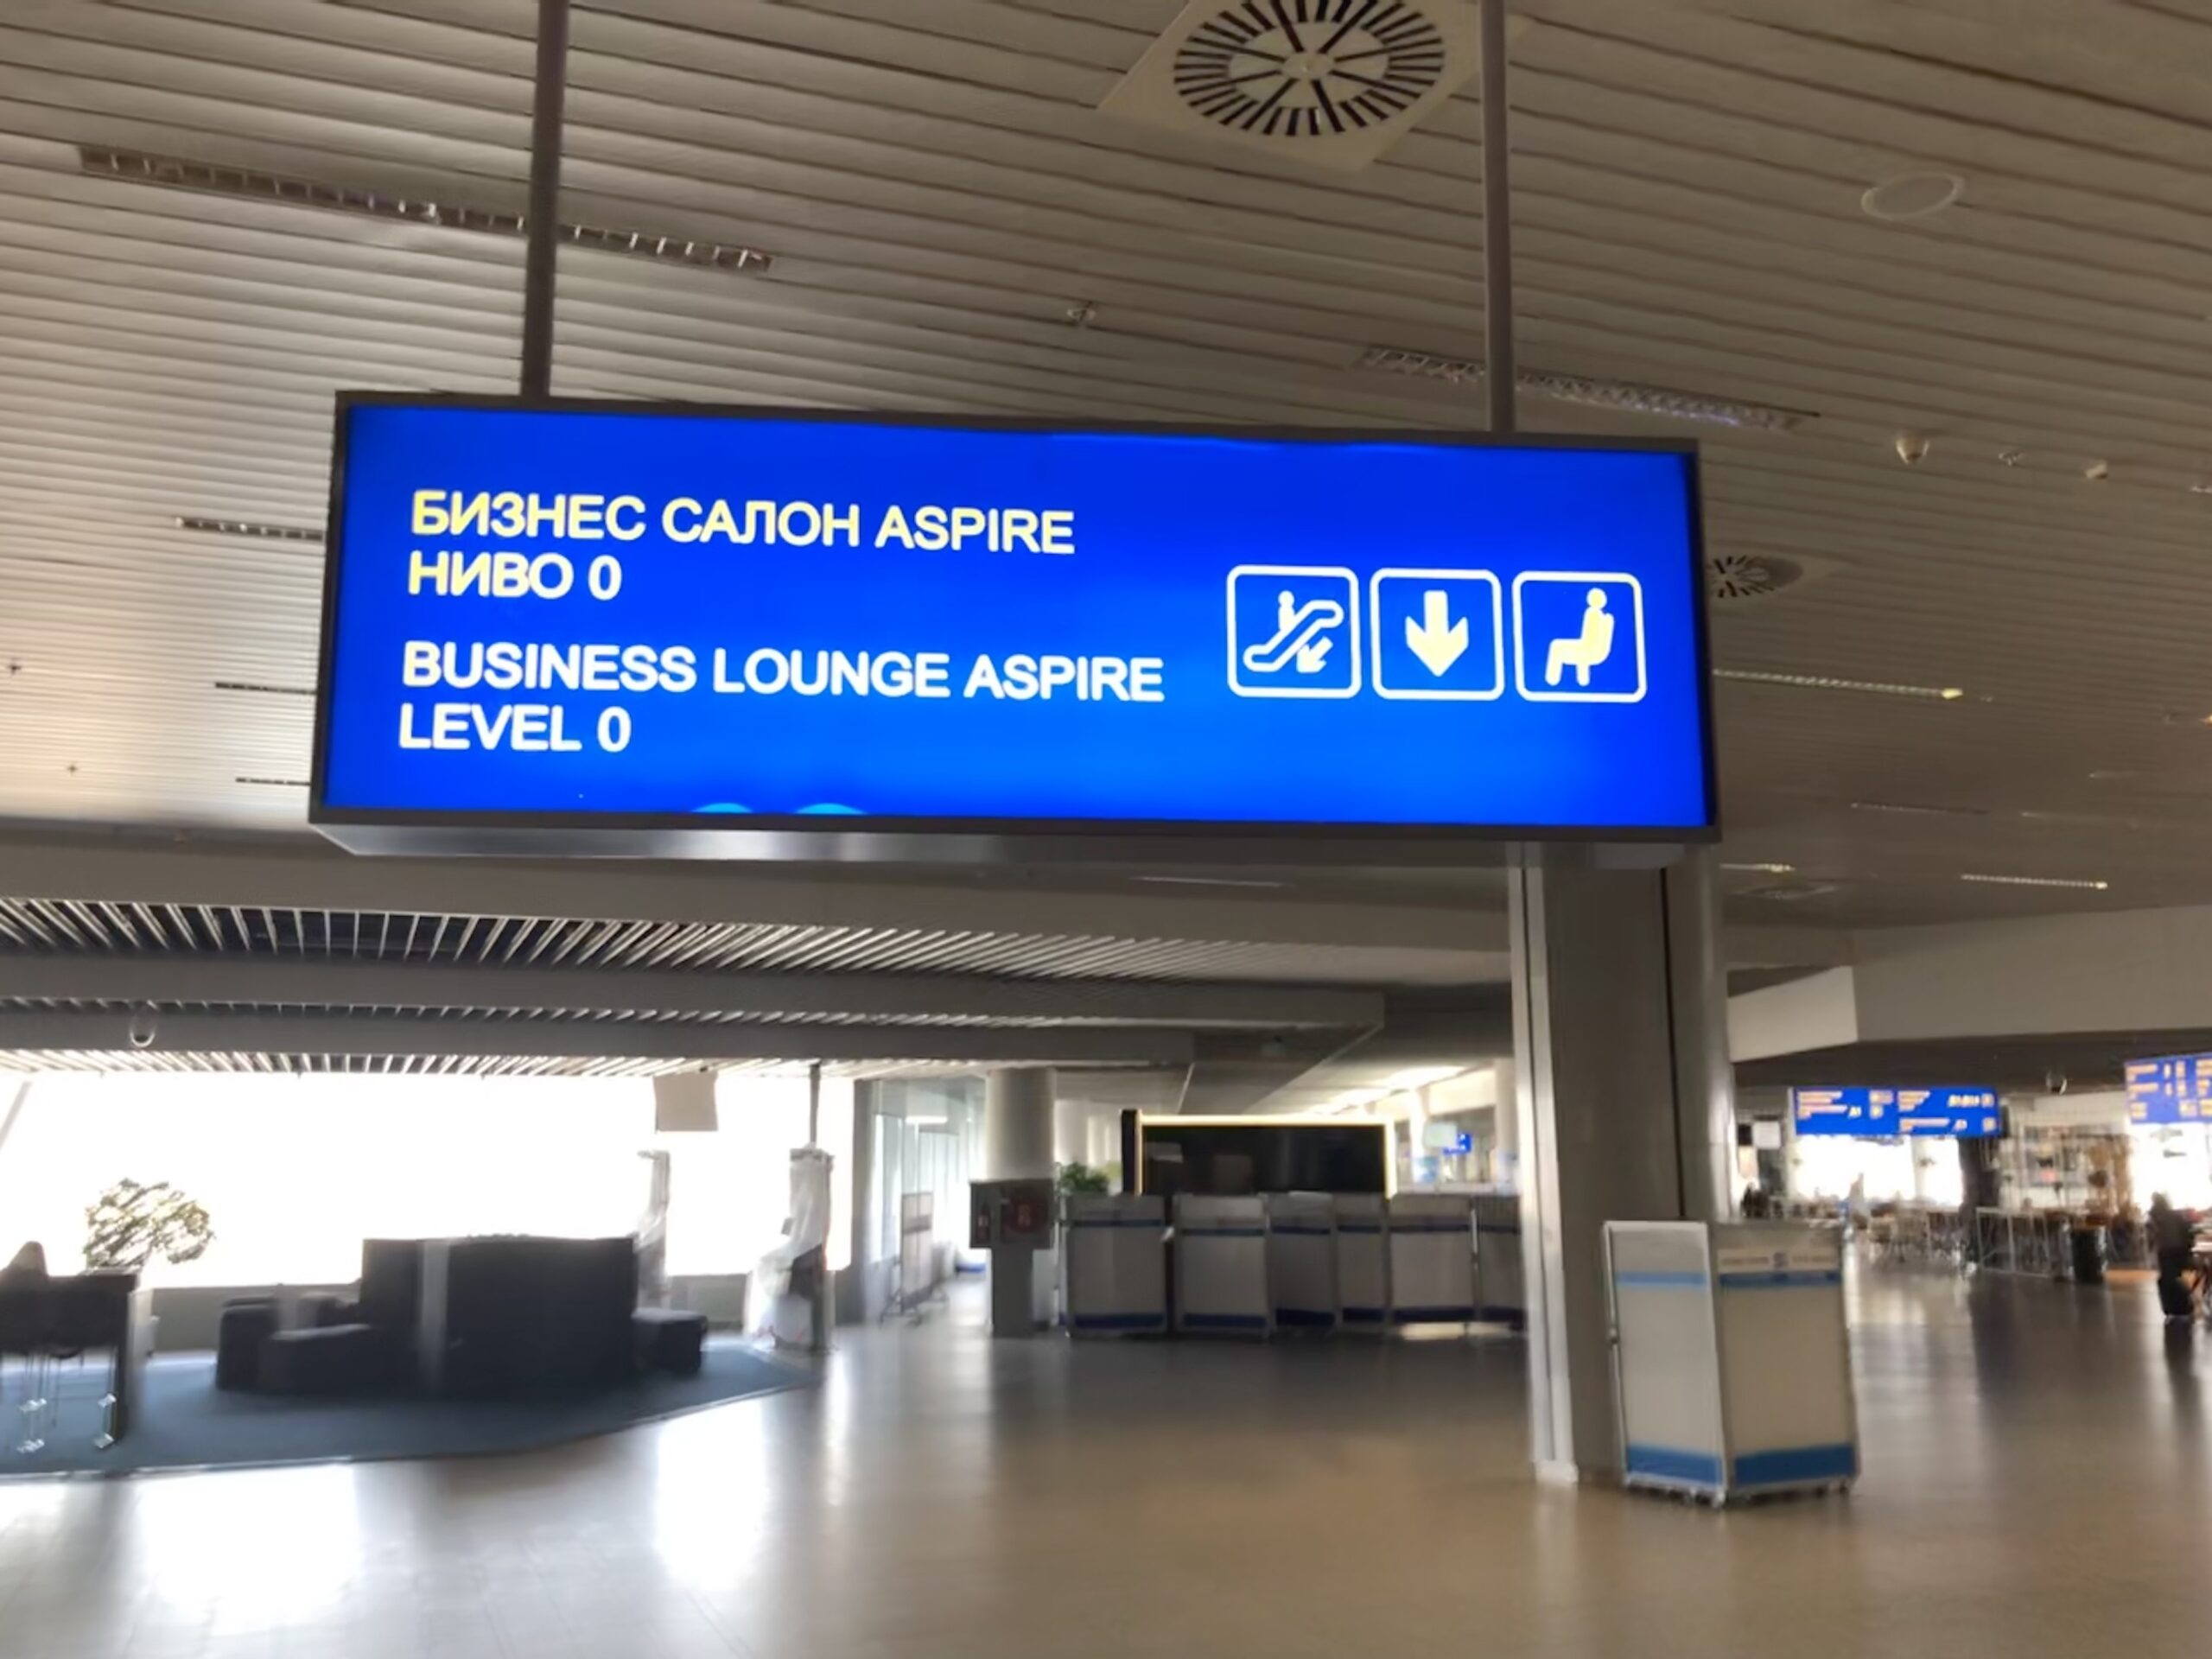 БИЗНЕС САЛОН ASPIRE
НИВО 0
BUSINESS LOUNGE ASPIRE
LEVEL 0